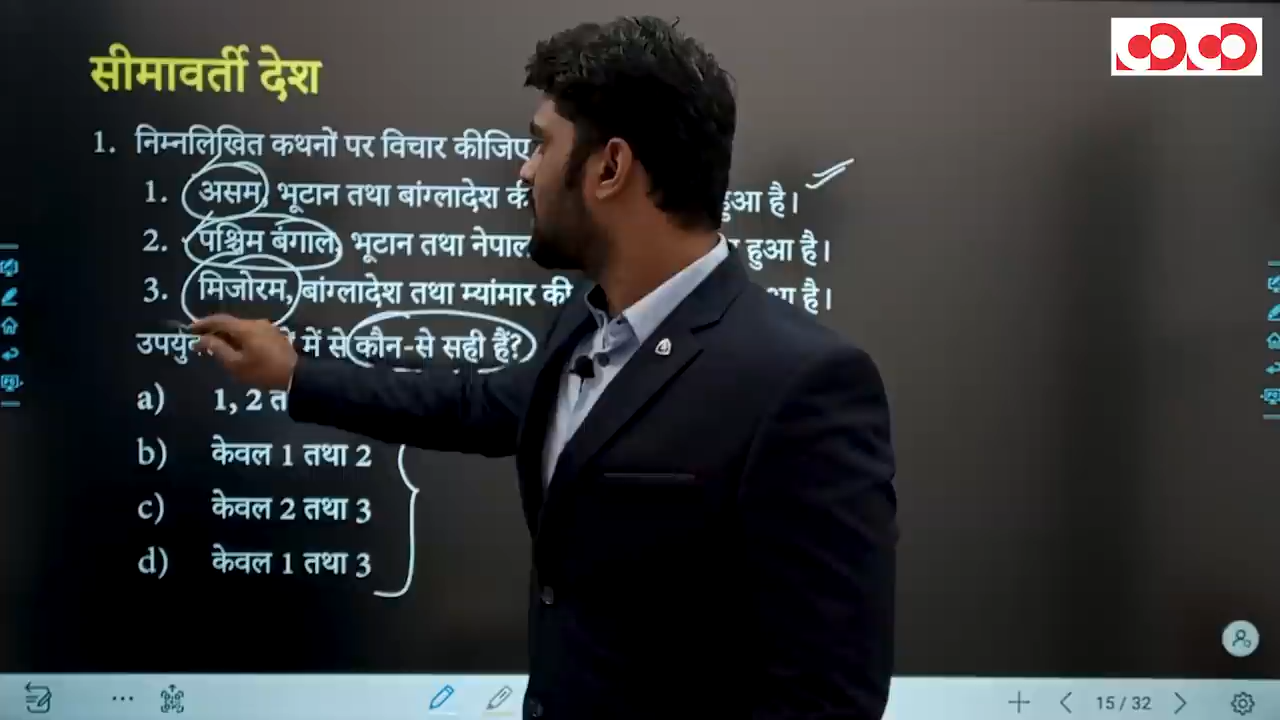 सीमावर्ती देश
1. निम्नलिखित कथनों पर विचार कीजिए
1. असम, भूटान तथा बांग्लादेश हुआ है।
2. पश्चिम बंगाल, भूटान तथा नेपाल हुआ है।
3. मिजोरम, बांग्लादेश तथा म्यांमार की है।
में से कौन-से सही हैं?
a) 1, 2
b) केवल 1 तथा 2
c) केवल 2 तथा 3
d) केवल 1 तथा 3
15 / 32